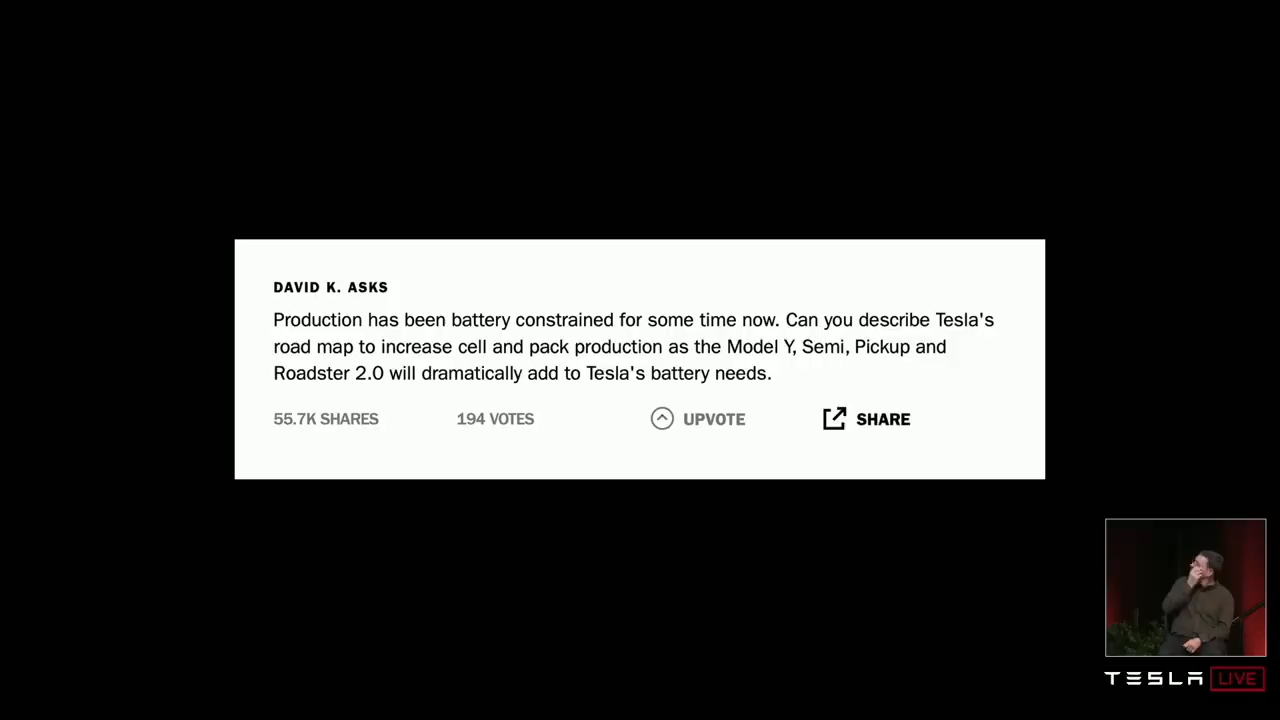 DAVID K. ASKS
Production has been battery constrained for some time now. Can you describe Tesla's
road map to increase cell and pack production as the Model Y, Semi, Pickup and
Roadster 2.0 will dramatically add to Tesla's battery needs.
55.7K SHARES 194 VOTES UPVOTE SHARE
TESLA LIVE